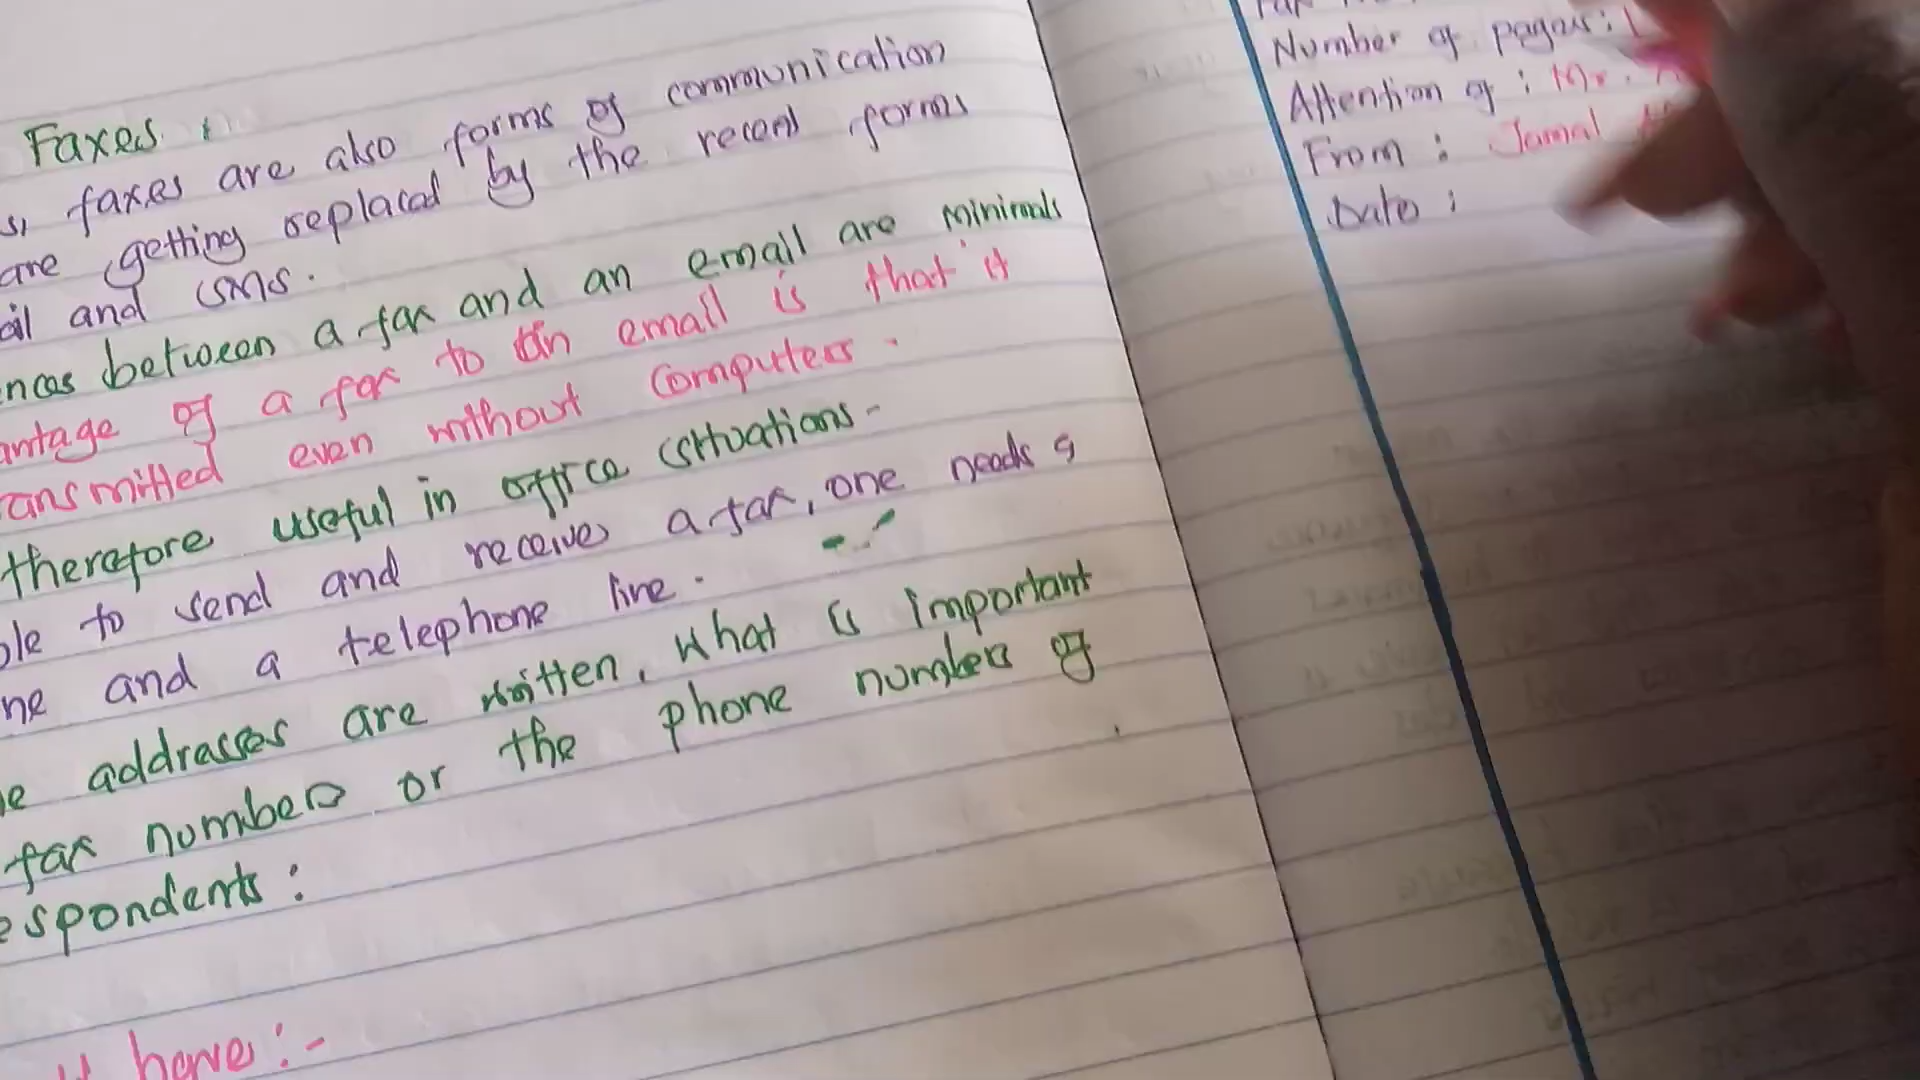 Faxes :
s, faxes are also forms of communication
are getting replaced by the recent forms
ail and SMS.
nces between a fax and an email are minimals
antage of a fax to an email is that it
ansmitted even without computers.
therefore useful in office situations.
ole to send and receive a fax, one needs a
ne and a telephone line.
e addresses are written, what is important
fax numbers or the phone numbers of
espondents :
have :-
Number of pages : 1
Attention of : Mr.
From : Jamal
Date :